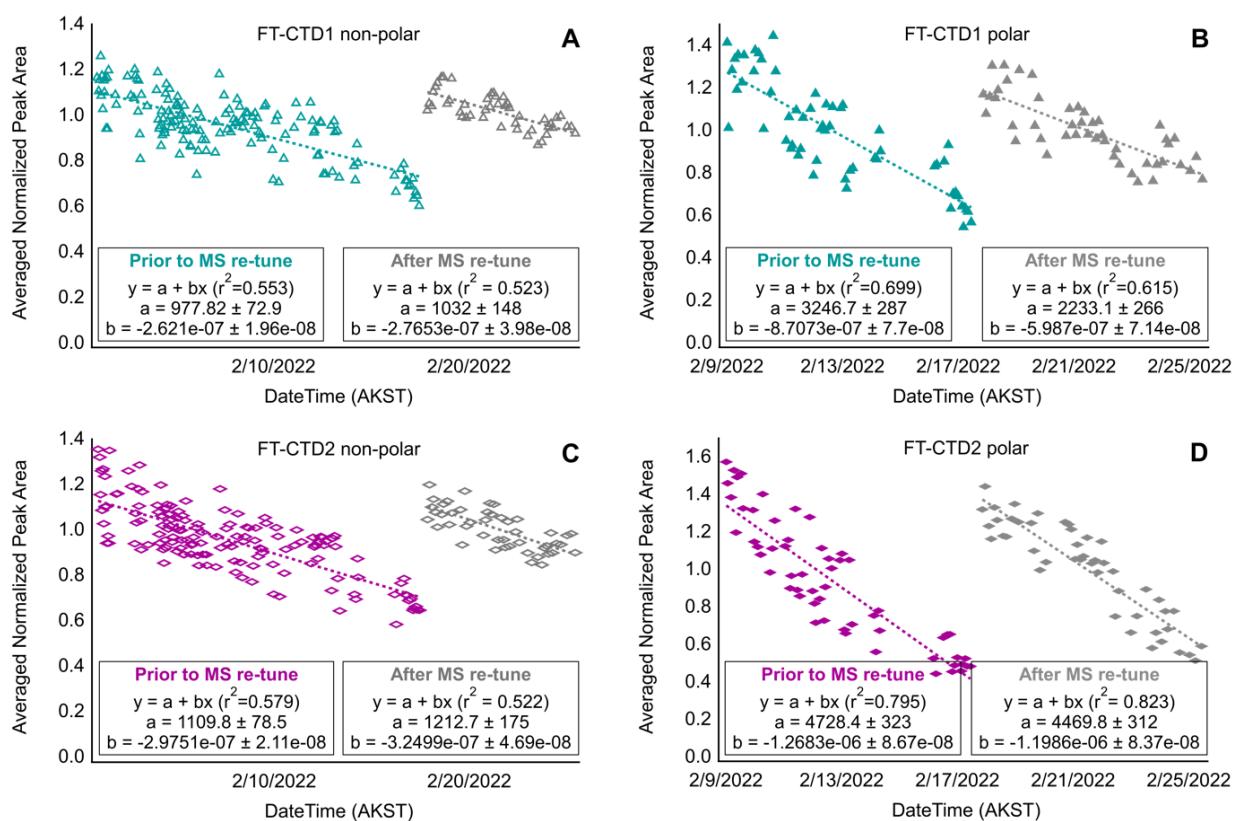 FT-CTD1 non-polar
A
Averaged Normalized Peak Area
1.4
1.2
1.0
0.8
0.6
0.4
0.2
0.0
Prior to MS re-tune
y = a + bx (r²=0.553)
a = 977.82 ± 72.9
b = -2.621e-07 ± 1.96e-08
After MS re-tune
y = a + bx (r² = 0.523)
a = 1032 ± 148
b = -2.7653e-07 ± 3.98e-08
2/10/2022
2/20/2022
DateTime (AKST)
FT-CTD1 polar
B
Averaged Normalized Peak Area
1.4
1.2
1.0
0.8
0.6
0.4
0.2
0.0
Prior to MS re-tune
y = a + bx (r²=0.699)
a = 3246.7 ± 287
b = -8.7073e-07 ± 7.7e-08
After MS re-tune
y = a + bx (r²=0.615)
a = 2233.1 ± 266
b = -5.987e-07 ± 7.14e-08
2/9/2022
2/13/2022
2/17/2022
2/21/2022
2/25/2022
DateTime (AKST)
FT-CTD2 non-polar
C
Averaged Normalized Peak Area
1.4
1.2
1.0
0.8
0.6
0.4
0.2
0.0
Prior to MS re-tune
y = a + bx (r²=0.579)
a = 1109.8 ± 78.5
b = -2.9751e-07 ± 2.11e-08
After MS re-tune
y = a + bx (r² = 0.522)
a = 1212.7 ± 175
b = -3.2499e-07 ± 4.69e-08
2/10/2022
2/20/2022
DateTime (AKST)
FT-CTD2 polar
D
Averaged Normalized Peak Area
1.6
1.4
1.2
1.0
0.8
0.6
0.4
0.2
0.0
Prior to MS re-tune
y = a + bx (r²=0.795)
a = 4728.4 ± 323
b = -1.2683e-06 ± 8.67e-08
After MS re-tune
y = a + bx (r² = 0.823)
a = 4469.8 ± 312
b = -1.1986e-06 ± 8.37e-08
2/9/2022
2/13/2022
2/17/2022
2/21/2022
2/25/2022
DateTime (AKST)